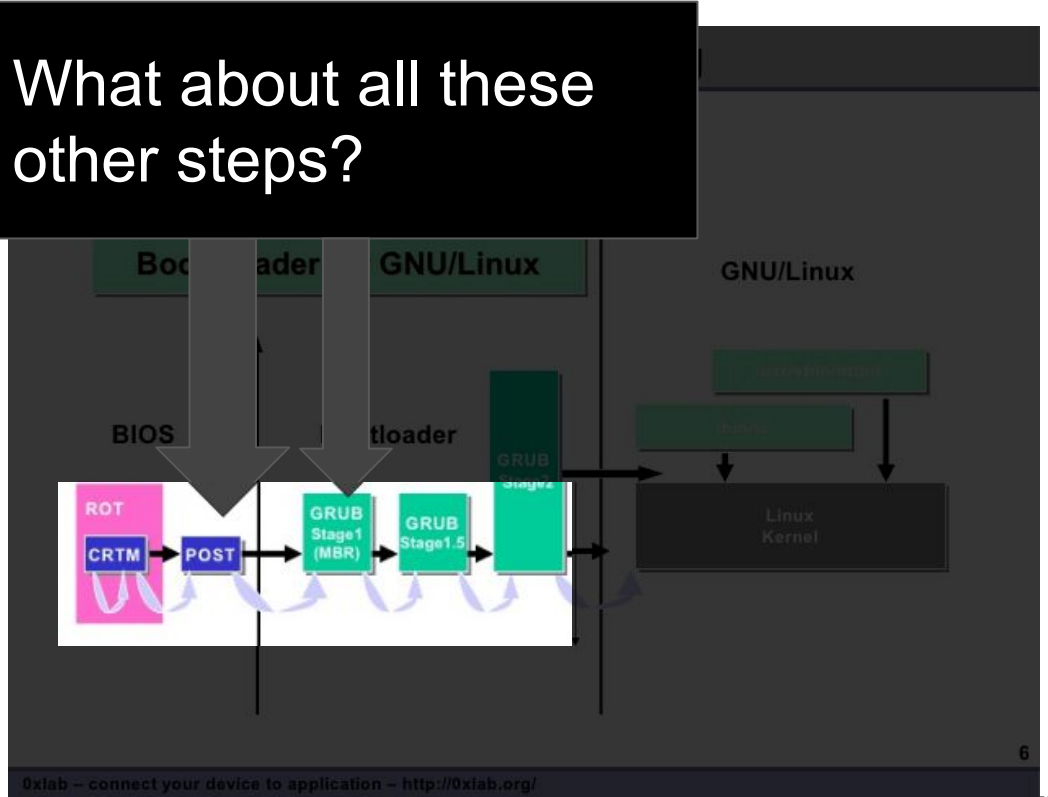 What about all these
other steps?
GNU/Linux
GNU/Linux
BIOS
ROT
CRTM
POST
GRUB
Stage1
(MBR)
GRUB
Stage1.5
GRUB
Stage2
Linux
Kernel
6
0xlab – connect your device to application – http://0xlab.org/